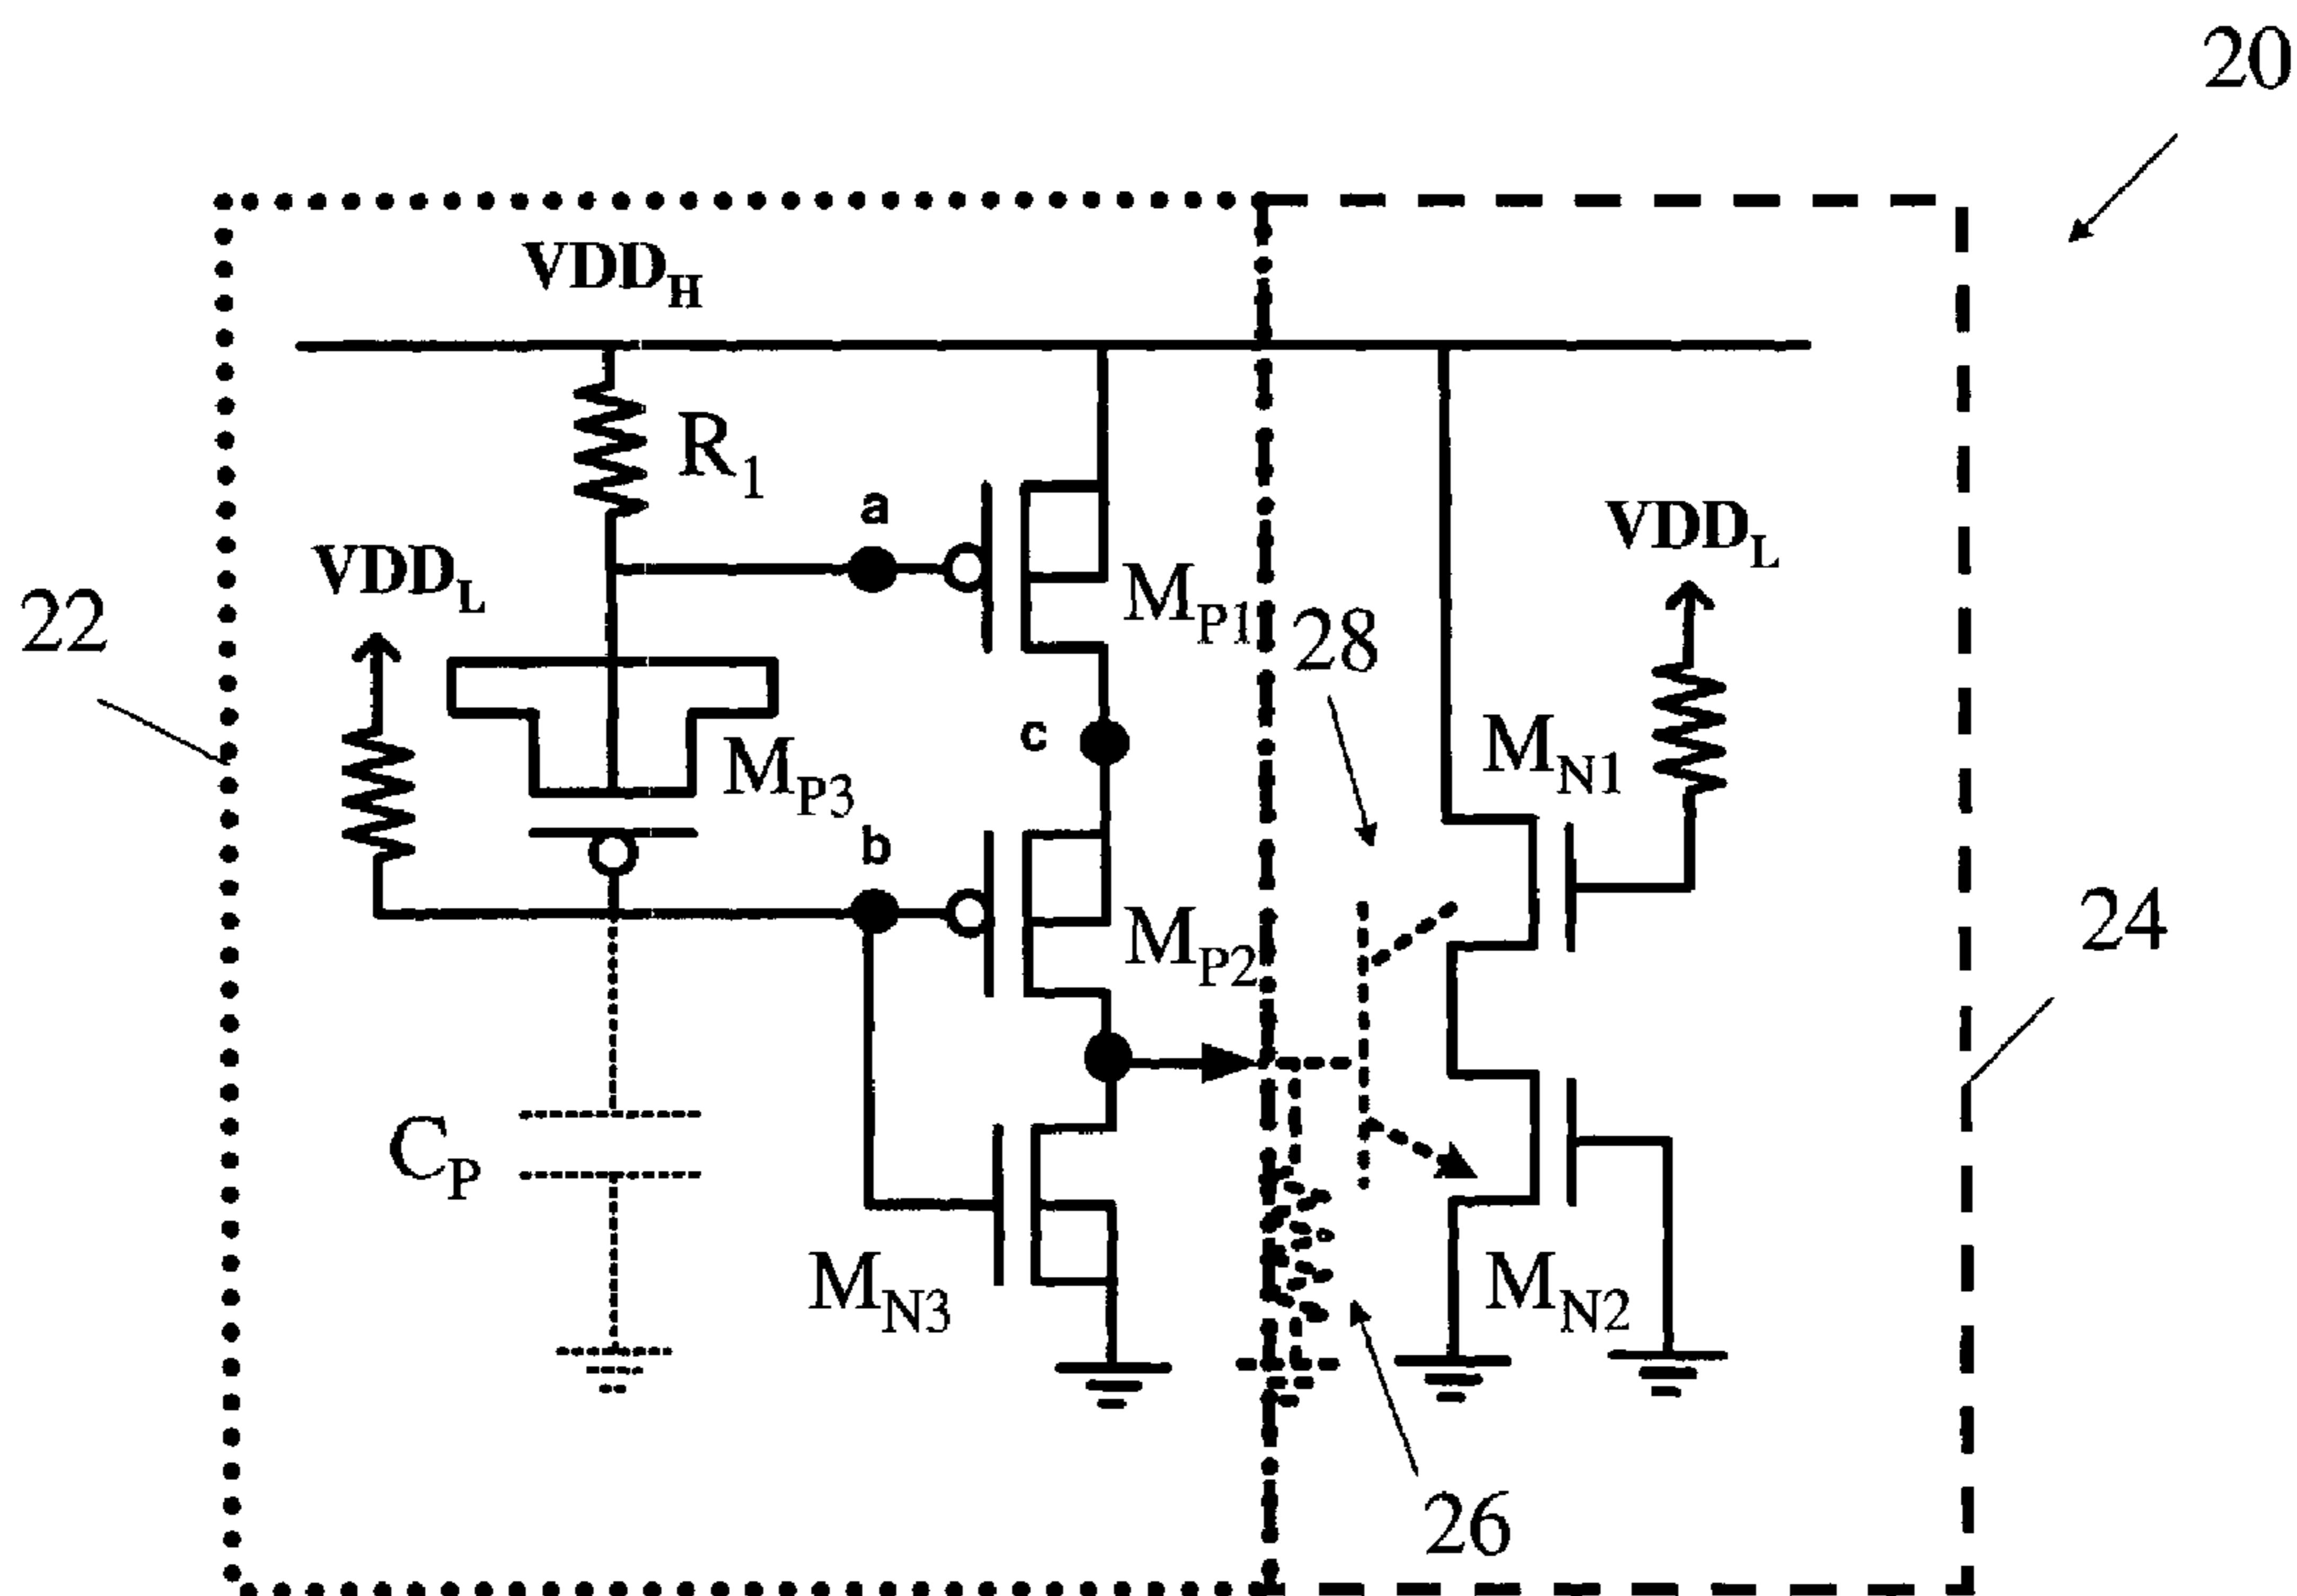 20
VDD_H
R_1
a
VDD_L
M_P1
VDD_L
22
28
c
M_N1
M_P3
b
M_P2
24
C_P
M_N3
M_N2
26